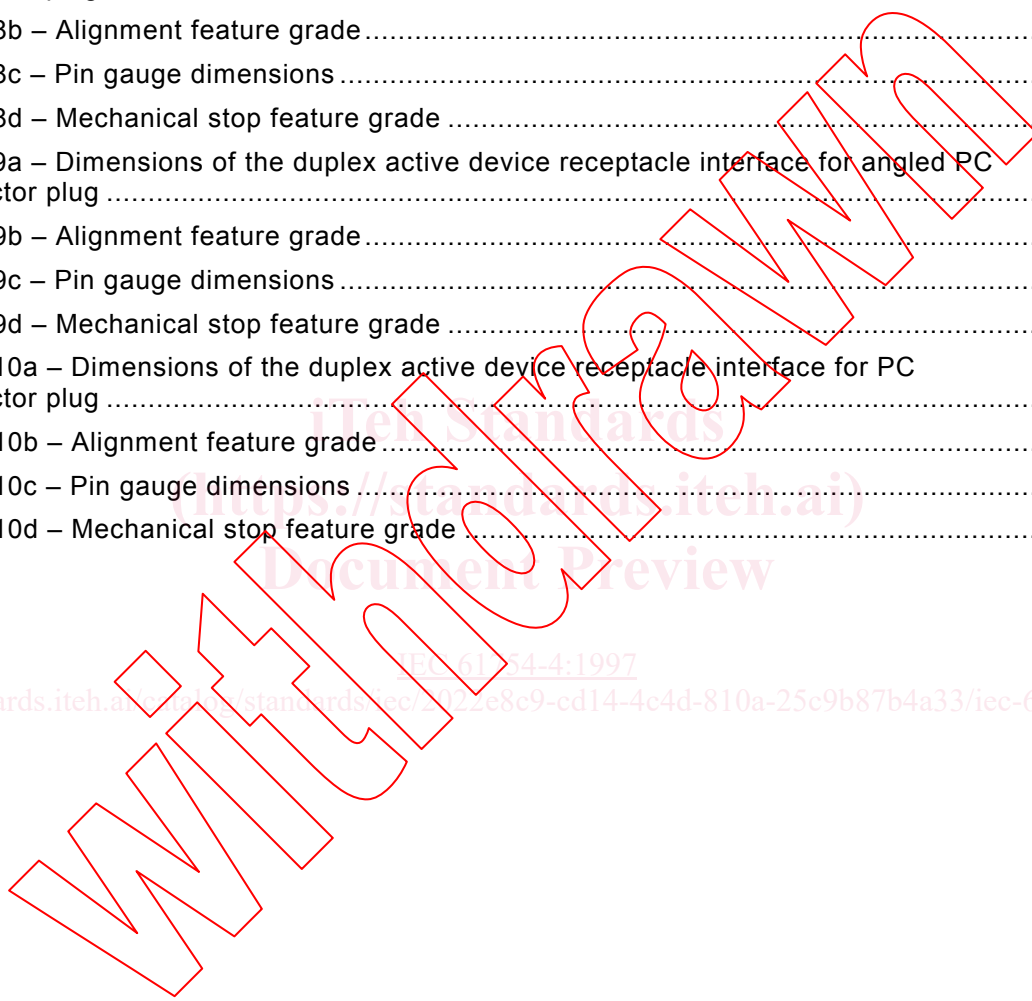 3b – Alignment feature grade
3c – Pin gauge dimensions
3d – Mechanical stop feature grade
9a – Dimensions of the duplex active device receptacle interface for angled PC
ctor plug
9b – Alignment feature grade
9c – Pin gauge dimensions
9d – Mechanical stop feature grade
10a – Dimensions of the duplex active device receptacle interface for PC
ctor plug
iTeh Standards
10b – Alignment feature grade
10c – Pin gauge dimensions
(https://standards.iteh.ai)
10d – Mechanical stop feature grade
Document Preview
IEC 61754-4:1997
ards.iteh.ai/catalog/standards/iec/2022e8c9-cd14-4c4d-810a-25c9b87b4a33/iec-6
withdrawn